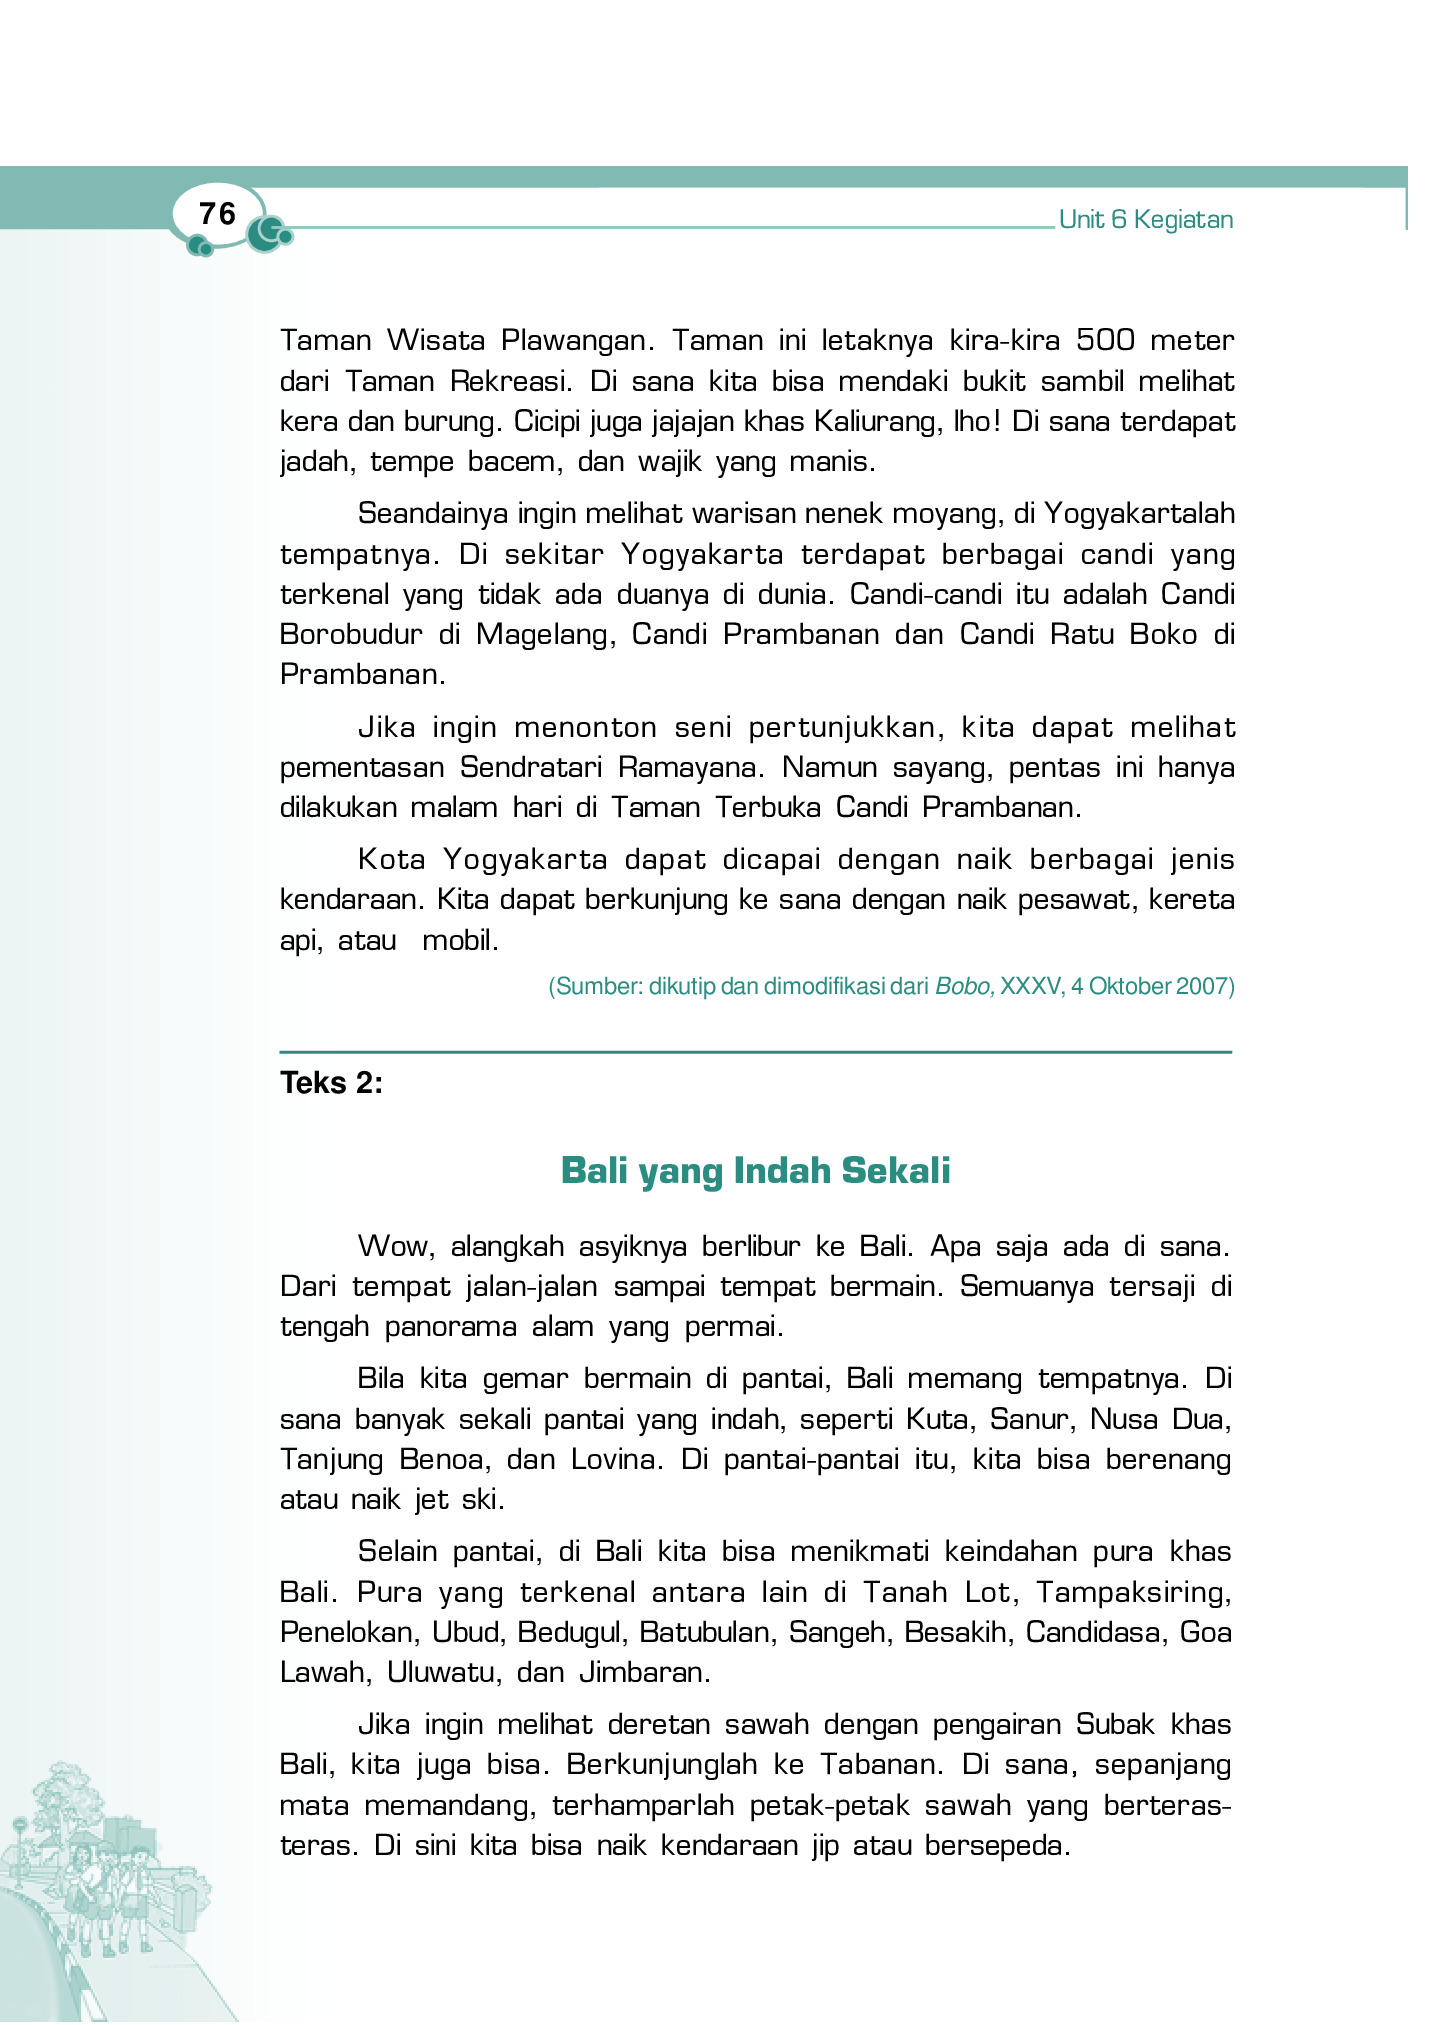 76
Unit 6 Kegiatan
Taman Wisata Plawangan. Taman ini letaknya kira-kira 500 meter
dari Taman Rekreasi. Di sana kita bisa mendaki bukit sambil melihat
kera dan burung. Cicipi juga jajajan khas Kaliurang, lho! Di sana terdapat
jadah, tempe bacem, dan wajik yang manis.
Seandainya ingin melihat warisan nenek moyang, di Yogyakartalah
tempatnya. Di sekitar Yogyakarta terdapat berbagai candi yang
terkenal yang tidak ada duanya di dunia. Candi-candi itu adalah Candi
Borobudur di Magelang, Candi Prambanan dan Candi Ratu Boko di
Prambanan.
Jika ingin menonton seni pertunjukkan, kita dapat melihat
pementasan Sendratari Ramayana. Namun sayang, pentas ini hanya
dilakukan malam hari di Taman Terbuka Candi Prambanan.
Kota Yogyakarta dapat dicapai dengan naik berbagai jenis
kendaraan. Kita dapat berkunjung ke sana dengan naik pesawat, kereta
api, atau mobil.
(Sumber: dikutip dan dimodifikasi dari Bobo, XXXV, 4 Oktober 2007)
Teks 2:
Bali yang Indah Sekali
Wow, alangkah asyiknya berlibur ke Bali. Apa saja ada di sana.
Dari tempat jalan-jalan sampai tempat bermain. Semuanya tersaji di
tengah panorama alam yang permai.
Bila kita gemar bermain di pantai, Bali memang tempatnya. Di
sana banyak sekali pantai yang indah, seperti Kuta, Sanur, Nusa Dua,
Tanjung Benoa, dan Lovina. Di pantai-pantai itu, kita bisa berenang
atau naik jet ski.
Selain pantai, di Bali kita bisa menikmati keindahan pura khas
Bali. Pura yang terkenal antara lain di Tanah Lot, Tampaksiring,
Penelokan, Ubud, Bedugul, Batubulan, Sangeh, Besakih, Candidasa, Goa
Lawah, Uluwatu, dan Jimbaran.
Jika ingin melihat deretan sawah dengan pengairan Subak khas
Bali, kita juga bisa. Berkunjunglah ke Tabanan. Di sana, sepanjang
mata memandang, terhamparlah petak-petak sawah yang berteras-
teras. Di sini kita bisa naik kendaraan jip atau bersepeda.